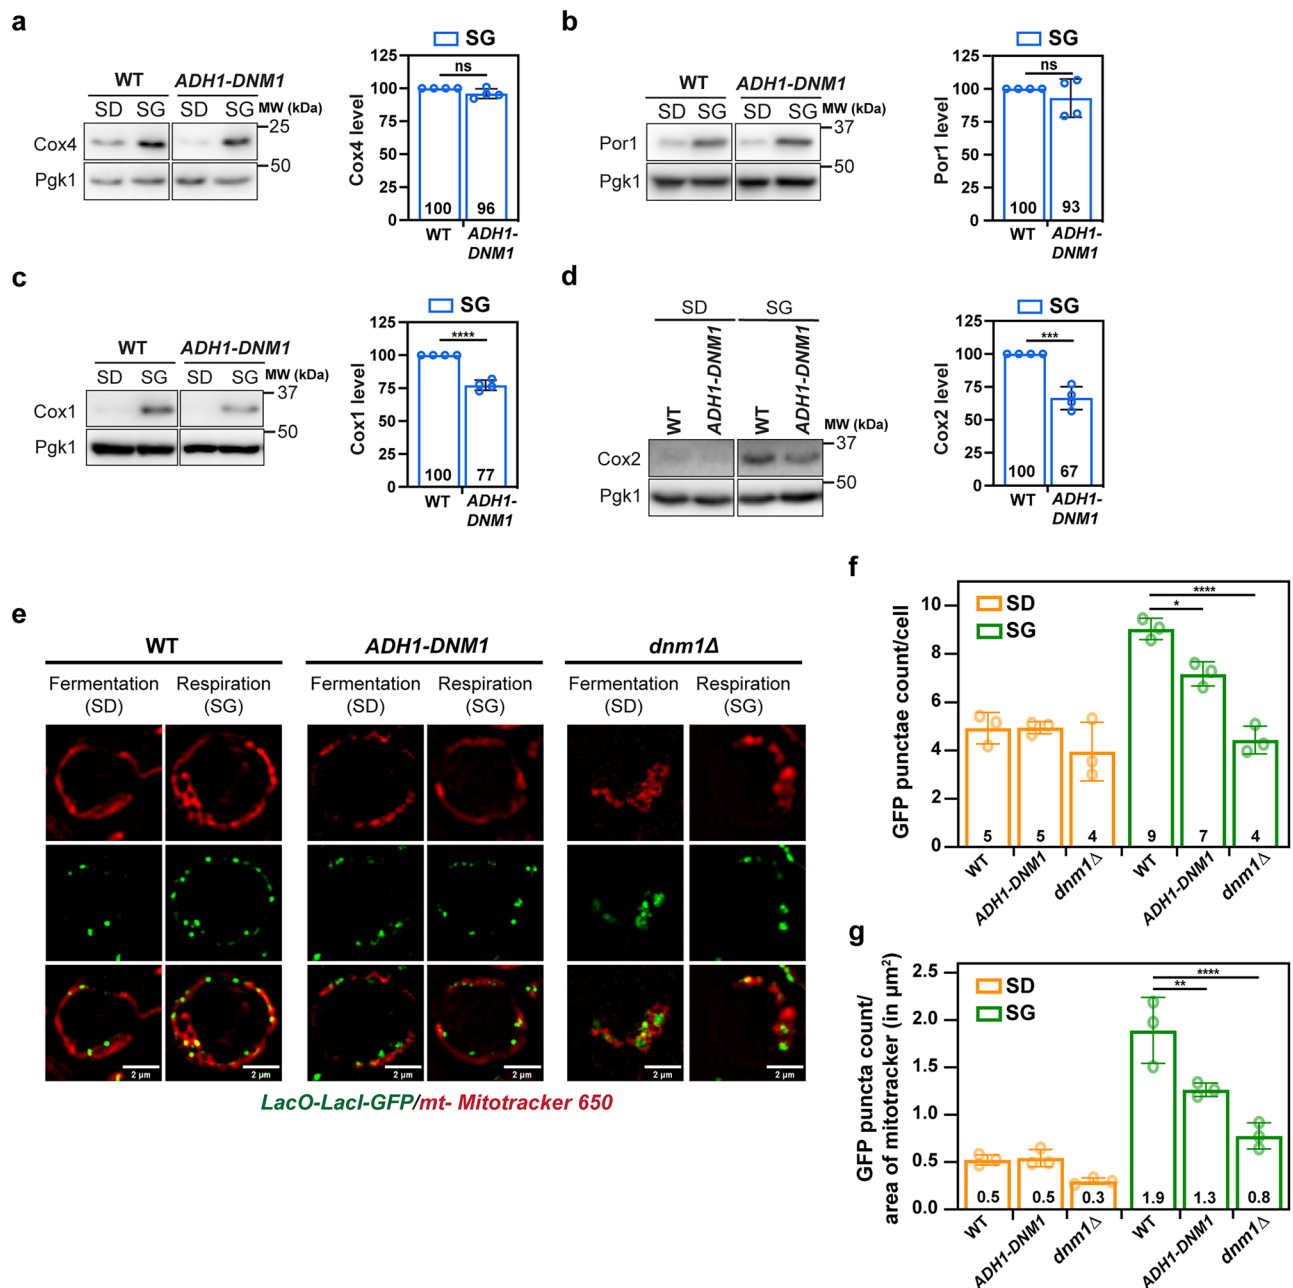 a
WT ADH1-DNM1
SD SG SD SG MW (kDa)
Cox4
25
50
Pgk1
SG
ns
Cox4 level
125
100
75
50
25
0
100 96
WT ADH1-
DNM1
b
WT ADH1-DNM1
SD SG SD SG MW (kDa)
Por1
37
50
Pgk1
SG
ns
Por1 level
125
100
75
50
25
0
100 93
WT ADH1-
DNM1
c
WT ADH1-DNM1
SD SG SD SG MW (kDa)
Cox1
37
50
Pgk1
SG
****
Cox1 level
125
100
75
50
25
0
100 77
WT ADH1-
DNM1
d
SD SG
WT ADH1-DNM1 WT ADH1-DNM1
MW (kDa)
Cox2
37
50
Pgk1
SG
***
Cox2 level
125
100
75
50
25
0
100 67
WT ADH1-
DNM1
e
WT ADH1-DNM1 dnm1Δ
Fermentation Respiration Fermentation Respiration Fermentation Respiration
(SD) (SG) (SD) (SG) (SD) (SG)
2 µm 2 µm 2 µm 2 µm 2 µm 2 µm
LacO-LacI-GFP/mt- Mitotracker 650
f
GFP punctae count/cell
SD
SG
****
*
10
8
6
4
2
0
5 5 4 9 7 4
WT ADH1-DNM1 dnm1Δ WT ADH1-DNM1 dnm1Δ
g
GFP puncta count/
area of mitotracker (in µm²)
SD
SG
****
**
2.5
2.0
1.5
1.0
0.5
0.0
0.5 0.5 0.3 1.9 1.3 0.8
WT ADH1-DNM1 dnm1Δ WT ADH1-DNM1 dnm1Δ